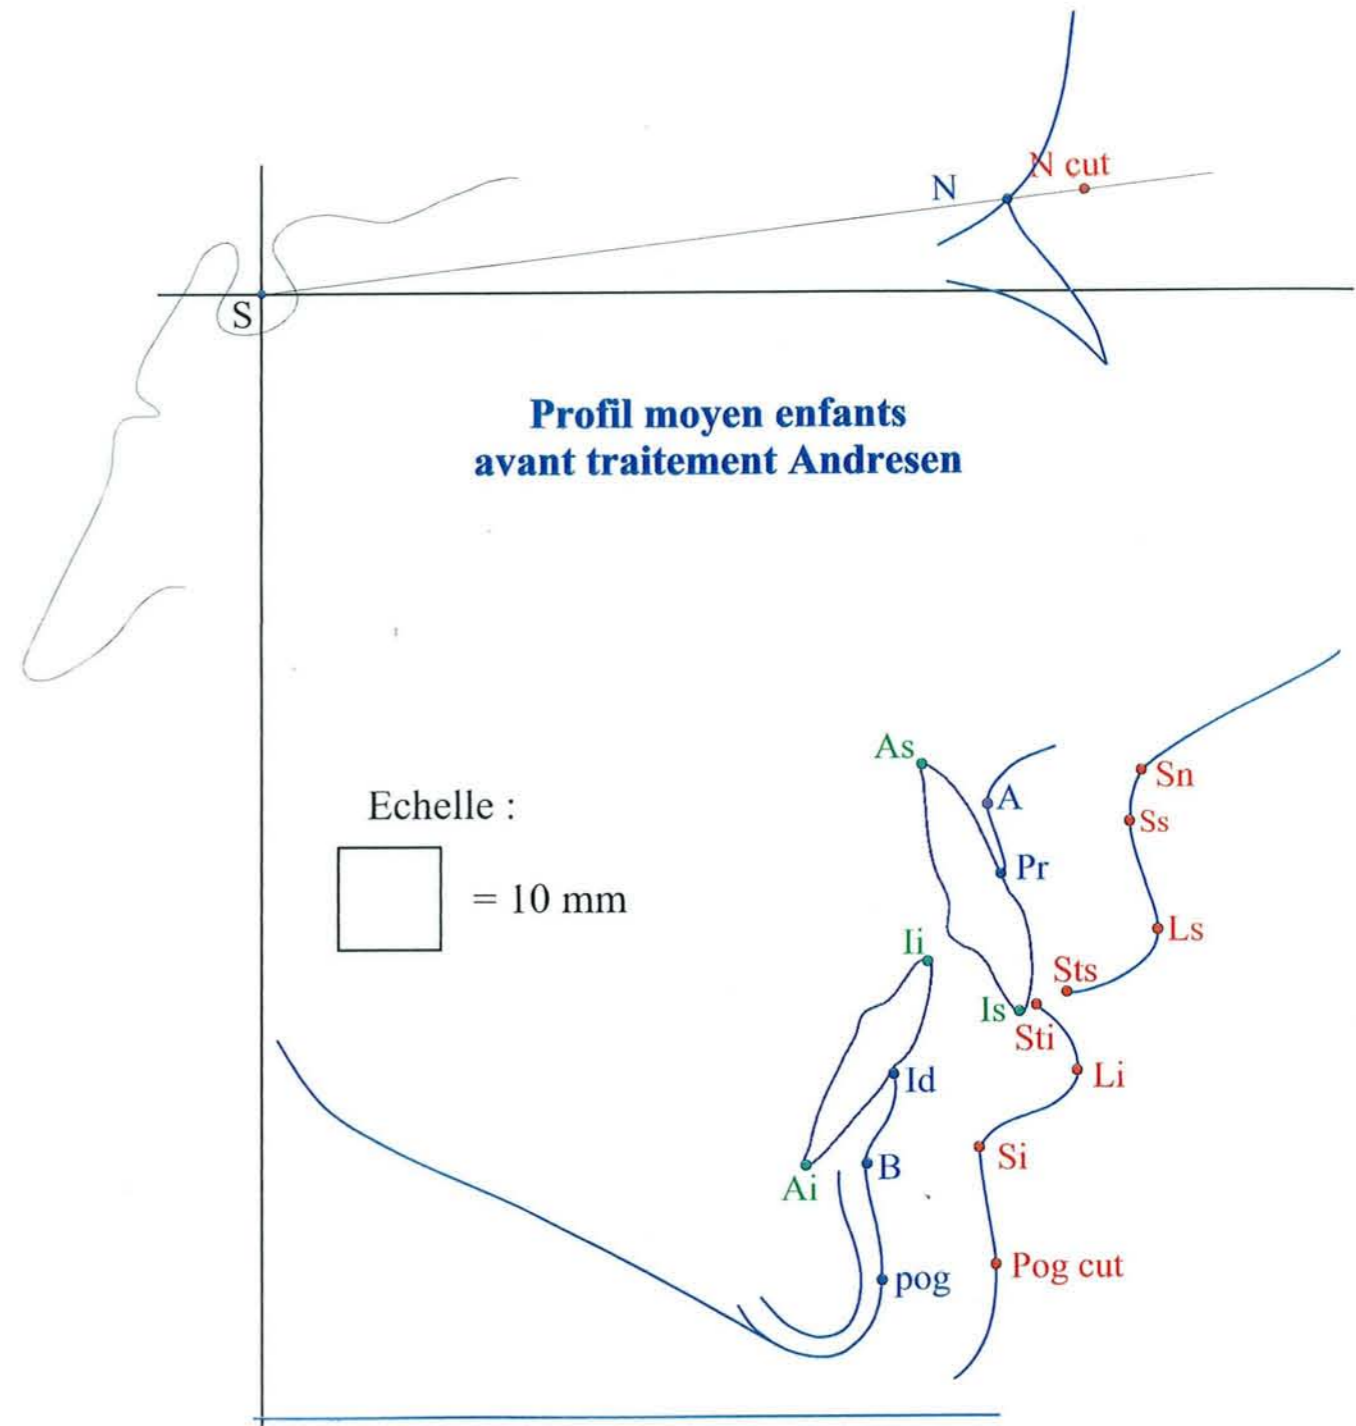 N cut
N
S
Profil moyen enfants
avant traitement Andresen
As
Sn
A
Echelle :
Ss
Pr
= 10 mm
Ls
Ii
Sts
Is
Sti
Id
Li
Si
B
Ai
Pog cut
pog